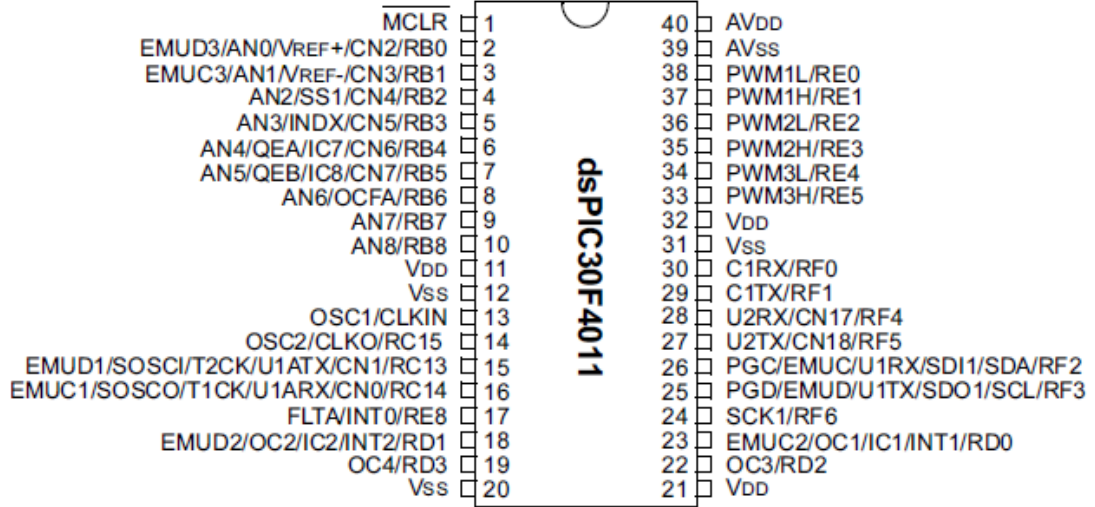 MCLR 1 40 AVDD
EMUD3/AN0/VREF+/CN2/RB0 2 39 AVSS
EMUC3/AN1/VREF-/CN3/RB1 3 38 PWM1L/RE0
AN2/SS1/CN4/RB2 4 37 PWM1H/RE1
AN3/INDX/CN5/RB3 5 36 PWM2L/RE2
AN4/QEA/IC7/CN6/RB4 6 35 PWM2H/RE3
AN5/QEB/IC8/CN7/RB5 7 34 PWM3L/RE4
AN6/OCFA/RB6 8 33 PWM3H/RE5
AN7/RB7 9 32 VDD
AN8/RB8 10 31 VSS
VDD 11 30 C1RX/RF0
VSS 12 29 C1TX/RF1
OSC1/CLKIN 13 28 U2RX/CN17/RF4
OSC2/CLKO/RC15 14 27 U2TX/CN18/RF5
EMUD1/SOSCI/T2CK/U1ATX/CN1/RC13 15 26 PGC/EMUC/U1RX/SDI1/SDA/RF2
EMUC1/SOSCO/T1CK/U1ARX/CN0/RC14 16 25 PGD/EMUD/U1TX/SDO1/SCL/RF3
FLTA/INT0/RE8 17 24 SCK1/RF6
EMUD2/OC2/IC2/INT2/RD1 18 23 EMUC2/OC1/IC1/INT1/RD0
OC4/RD3 19 22 OC3/RD2
VSS 20 21 VDD
dsPIC30F4011